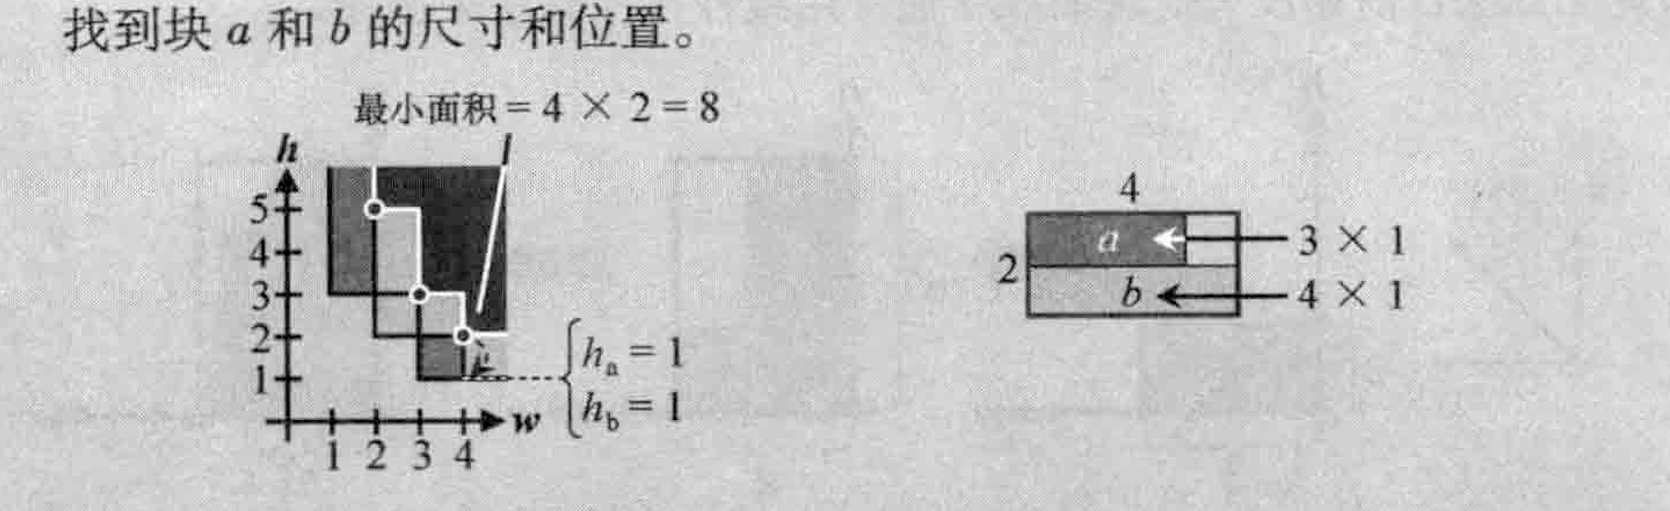 找到块 a 和 b 的尺寸和位置。
最小面积 = 4 × 2 = 8
h
l
5
4
3
2
1
h_a = 1
h_b = 1
w
1 2 3 4
4
2
a
3 × 1
b
4 × 1